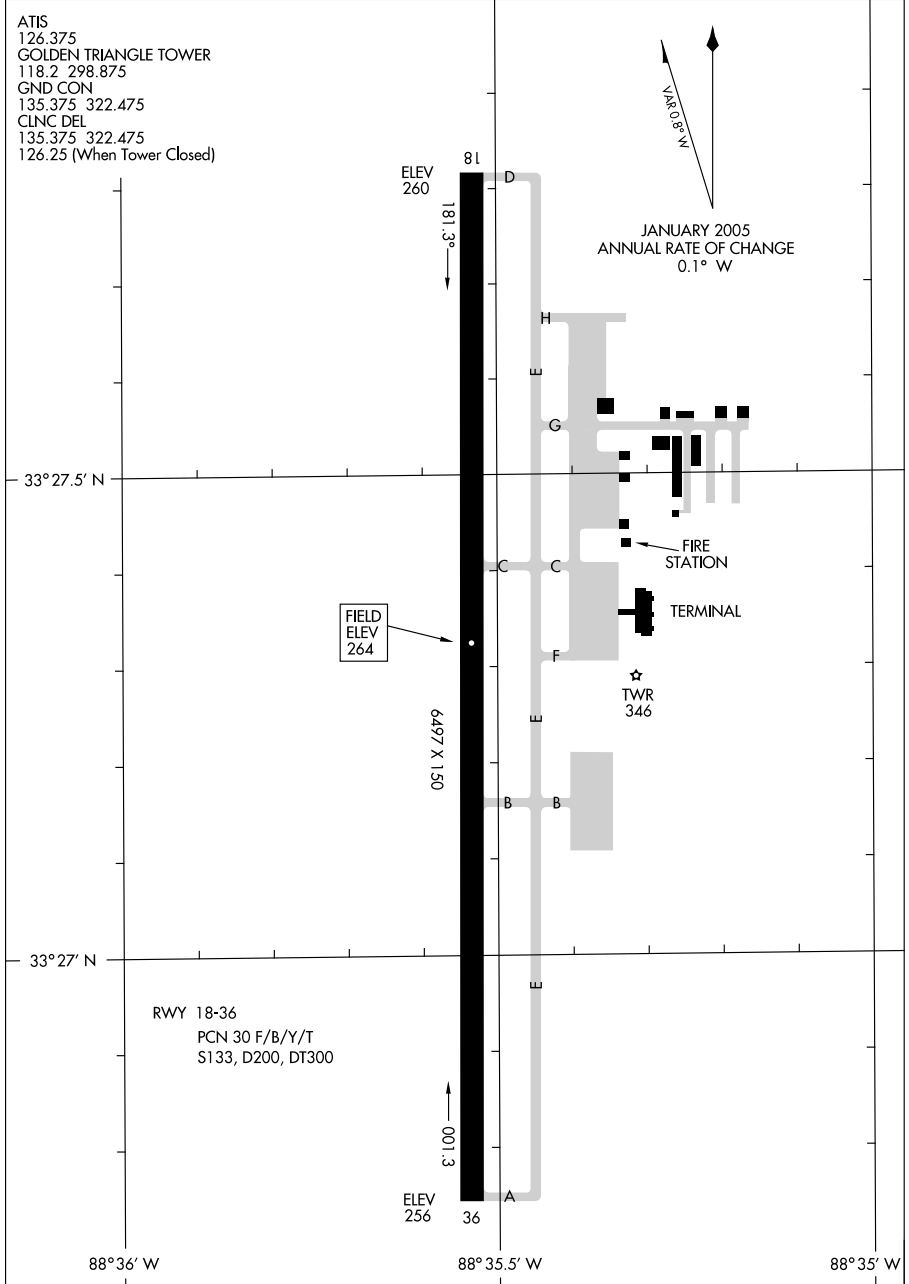 ATIS
126.375
GOLDEN TRIANGLE TOWER
118.2 298.875
GND CON
135.375 322.475
CLNC DEL
135.375 322.475
126.25 (When Tower Closed)
VAR 0.8° W
JANUARY 2005
ANNUAL RATE OF CHANGE
0.1° W
ELEV
260
18
D
181.3°
H
E
G
33°27.5' N
FIRE
STATION
C
C
FIELD
ELEV
264
TERMINAL
F
TWR
346
E
6497 X 150
B
B
33°27' N
E
RWY 18-36
PCN 30 F/B/Y/T
S133, D200, DT300
001.3
ELEV
256
36
A
88°36' W
88°35.5' W
88°35' W